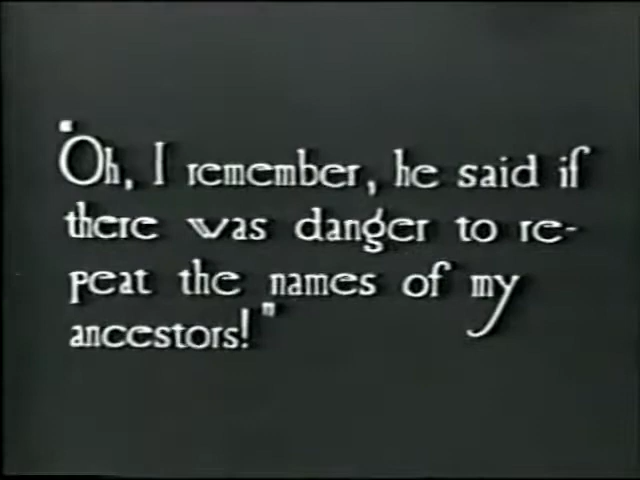 "Oh, I remember, he said if
there was danger to re-
peat the names of my
ancestors!"